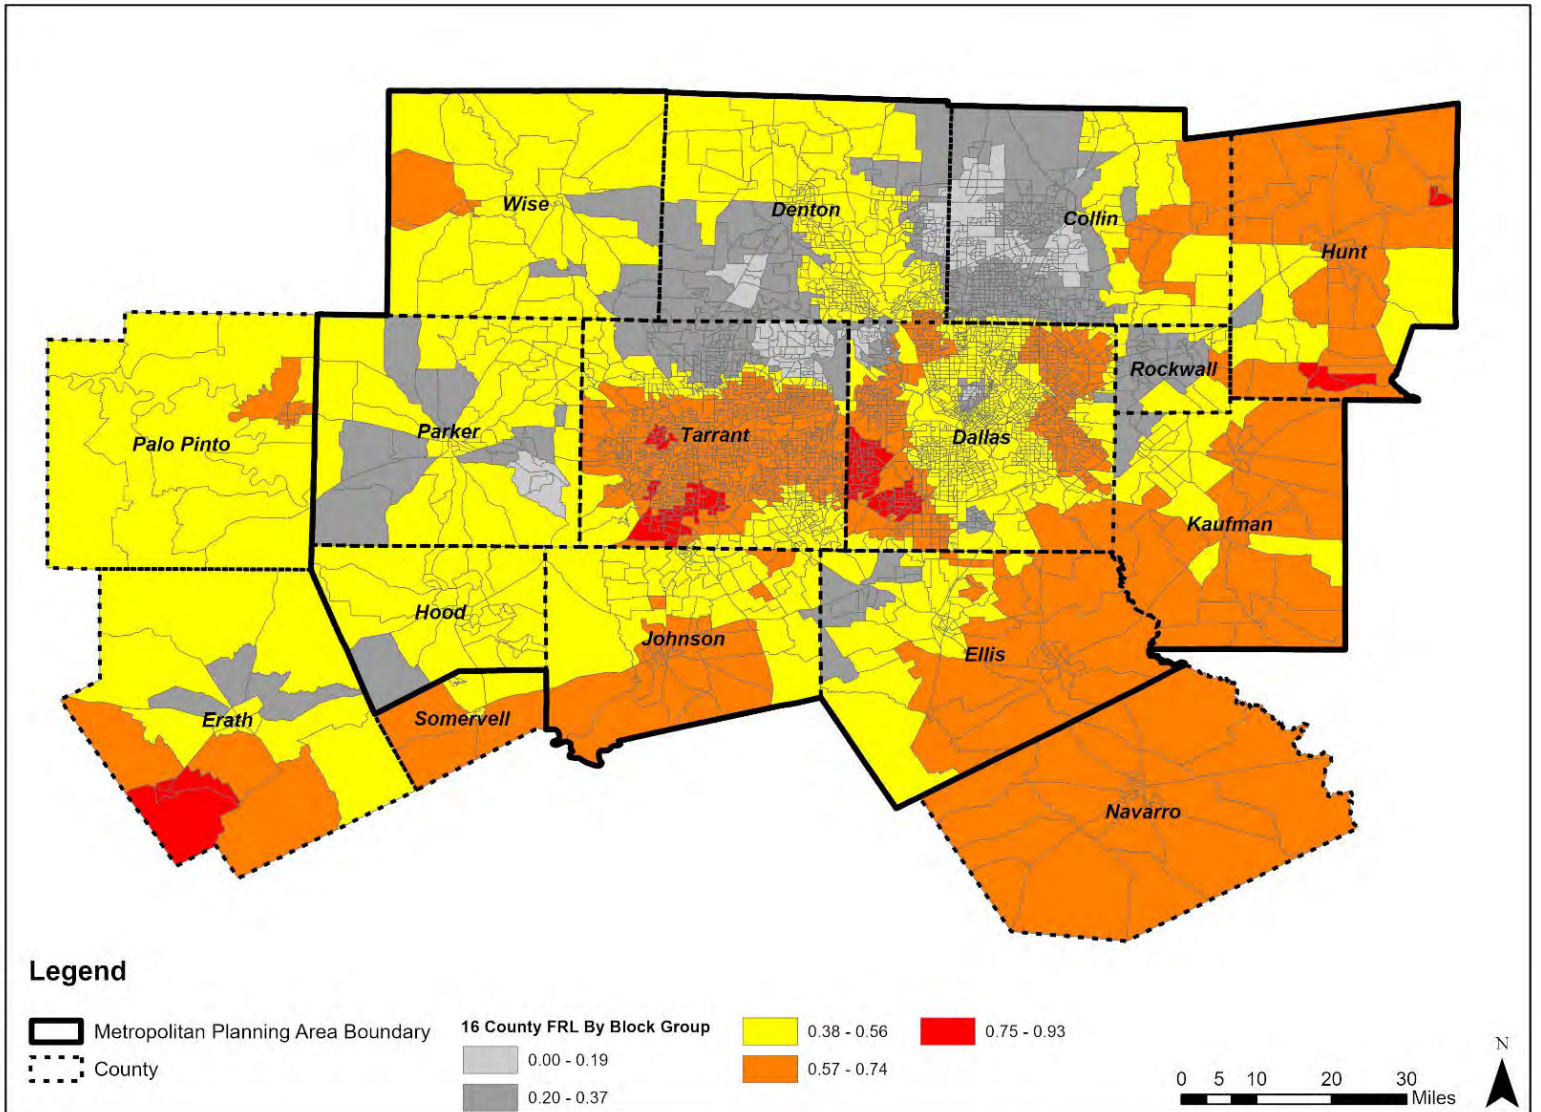 Wise
Denton
Collin
Hunt
Palo Pinto
Parker
Tarrant
Dallas
Rockwall
Kaufman
Hood
Johnson
Ellis
Erath
Somervell
Navarro
Legend
Metropolitan Planning Area Boundary
County
16 County FRL By Block Group
0.00 - 0.19
0.20 - 0.37
0.38 - 0.56
0.57 - 0.74
0.75 - 0.93
N
0 5 10 20 30
Miles